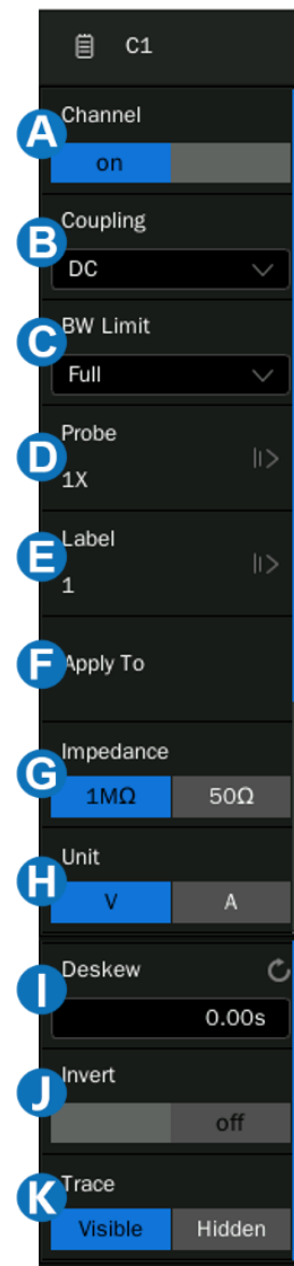 C1
A
Channel
on
B
Coupling
DC
C
BW Limit
Full
D
Probe
1X
E
Label
1
F
Apply To
G
Impedance
1MΩ 50Ω
H
Unit
V A
I
Deskew
0.00s
J
Invert
off
K
Trace
Visible Hidden